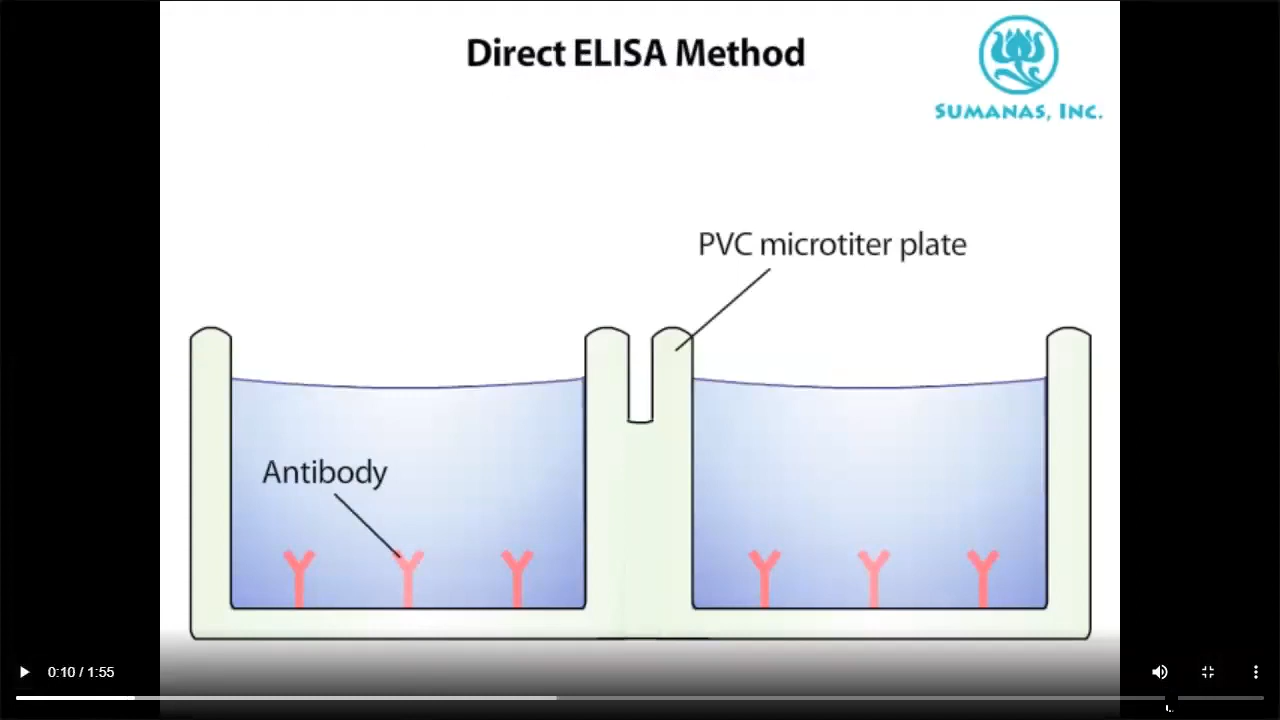 Direct ELISA Method
SUMANAS, INC.
PVC microtiter plate
Antibody
0:10 / 1:55